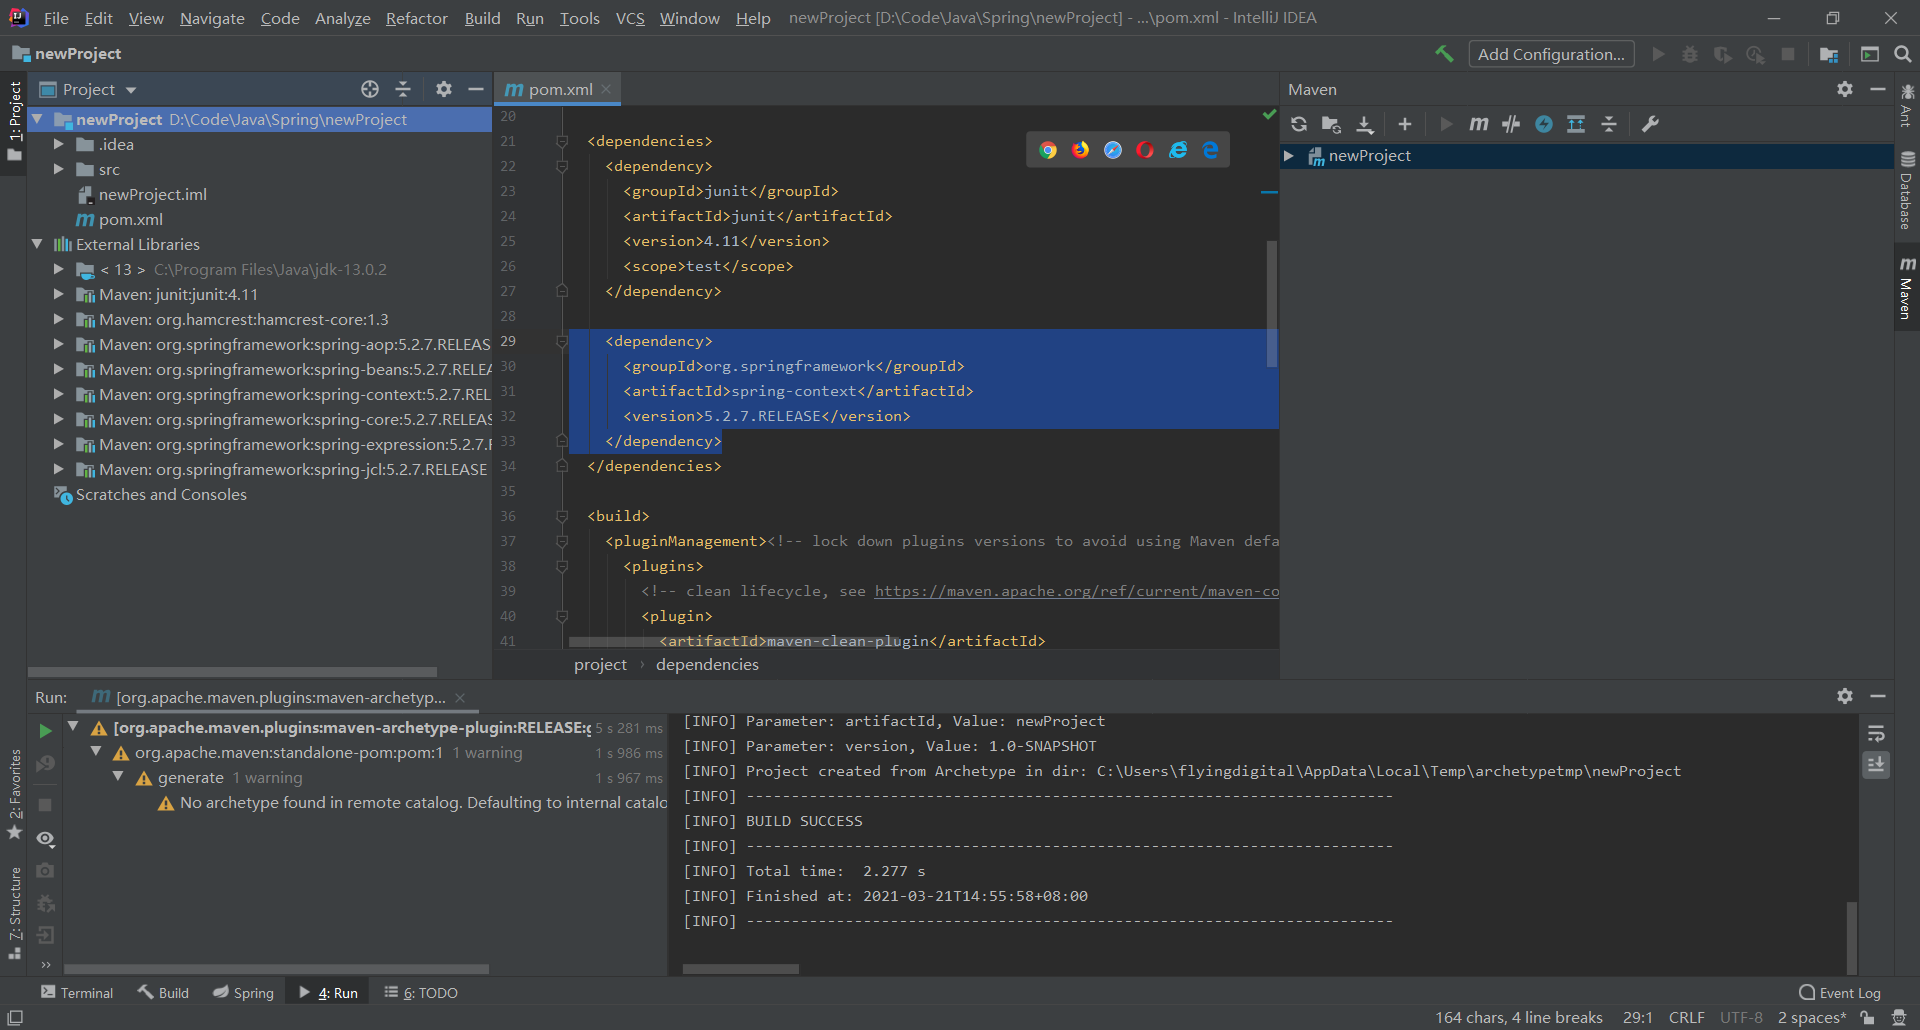 File Edit View Navigate Code Analyze Refactor Build Run Tools VCS Window Help newProject [D:\Code\Java\Spring\newProject] - ...\pom.xml - IntelliJ IDEA
newProject
Add Configuration...
1: Project
Project
newProject D:\Code\Java\Spring\newProject
.idea
src
newProject.iml
pom.xml
External Libraries
< 13 > C:\Program Files\Java\jdk-13.0.2
Maven: junit:junit:4.11
Maven: org.hamcrest:hamcrest-core:1.3
Maven: org.springframework:spring-aop:5.2.7.RELEAS
Maven: org.springframework:spring-beans:5.2.7.RELEA
Maven: org.springframework:spring-context:5.2.7.REL
Maven: org.springframework:spring-core:5.2.7.RELEAS
Maven: org.springframework:spring-expression:5.2.7.R
Maven: org.springframework:spring-jcl:5.2.7.RELEASE
Scratches and Consoles
pom.xml
20
21 <dependencies>
22 <dependency>
23 <groupId>junit</groupId>
24 <artifactId>junit</artifactId>
25 <version>4.11</version>
26 <scope>test</scope>
27 </dependency>
28
29 <dependency>
30 <groupId>org.springframework</groupId>
31 <artifactId>spring-context</artifactId>
32 <version>5.2.7.RELEASE</version>
33 </dependency>
34 </dependencies>
35
36 <build>
37 <pluginManagement><!-- lock down plugins versions to avoid using Maven defa
38 <plugins>
39 <!-- clean lifecycle, see https://maven.apache.org/ref/current/maven-co
40 <plugin>
41 <artifactId>maven-clean-plugin</artifactId>
project › dependencies
Maven
newProject
Ant
Database
Maven
Run: [org.apache.maven.plugins:maven-archetyp...
[org.apache.maven.plugins:maven-archetype-plugin:RELEASE:g 5 s 281 ms
org.apache.maven:standalone-pom:pom:1 1 warning 1 s 986 ms
generate 1 warning 1 s 967 ms
No archetype found in remote catalog. Defaulting to internal catalo
[INFO] Parameter: artifactId, Value: newProject
[INFO] Parameter: version, Value: 1.0-SNAPSHOT
[INFO] Project created from Archetype in dir: C:\Users\flyingdigital\AppData\Local\Temp\archetypetmp\newProject
[INFO] ------------------------------------------------------------------------
[INFO] BUILD SUCCESS
[INFO] ------------------------------------------------------------------------
[INFO] Total time:  2.277 s
[INFO] Finished at: 2021-03-21T14:55:58+08:00
[INFO] ------------------------------------------------------------------------
2: Favorites
7: Structure
Terminal Build Spring 4: Run 6: TODO Event Log
164 chars, 4 line breaks 29:1 CRLF UTF-8 2 spaces*